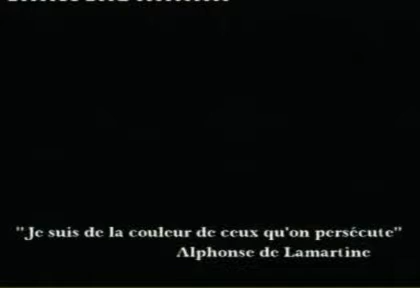 "Je suis de la couleur de ceux qu'on persécute"
Alphonse de Lamartine